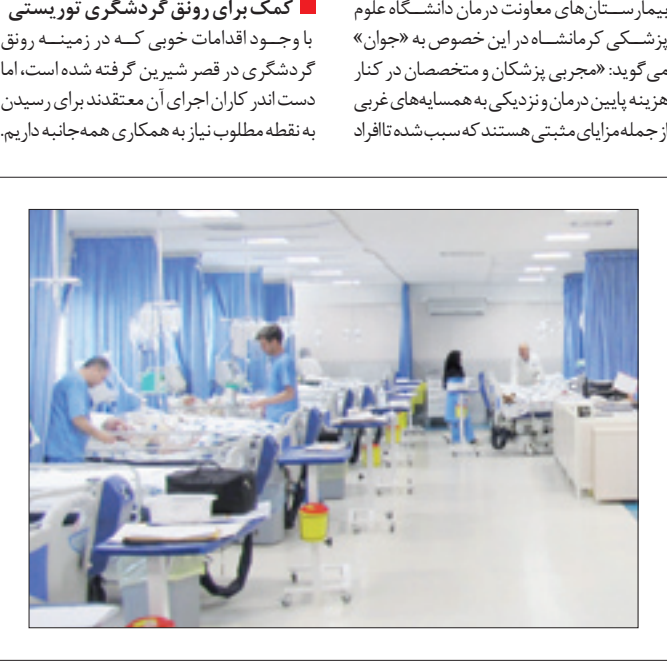 بیمارستان‌های معاونت درمان دانشگاه علوم
پزشکی کرمانشاه در این خصوص به «جوان»
می‌گوید: «مجربی پزشکان و متخصصان در کنار
هزینه پایین درمان و نزدیکی به همسایه‌های غربی
از جمله مزایای مثبتی هستند که سبب شده تا افراد
کمک برای رونق گردشگری توریستی
با وجود اقدامات خوبی که در زمینه رونق
گردشگری در قصر شیرین گرفته شده است، اما
دست اندر کاران اجرای آن معتقدند برای رسیدن
به نقطه مطلوب نیاز به همکاری همه‌جانبه داریم.